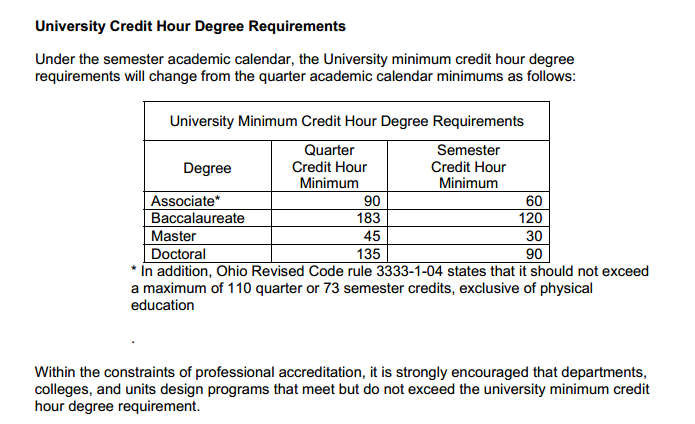 University Credit Hour Degree Requirements
Under the semester academic calendar, the University minimum credit hour degree
requirements will change from the quarter academic calendar minimums as follows:
University Minimum Credit Hour Degree Requirements
Degree Quarter Credit Hour Minimum Semester Credit Hour Minimum
Associate* 90 60
Baccalaureate 183 120
Master 45 30
Doctoral 135 90
* In addition, Ohio Revised Code rule 3333-1-04 states that it should not exceed
a maximum of 110 quarter or 73 semester credits, exclusive of physical
education
.
Within the constraints of professional accreditation, it is strongly encouraged that departments,
colleges, and units design programs that meet but do not exceed the university minimum credit
hour degree requirement.